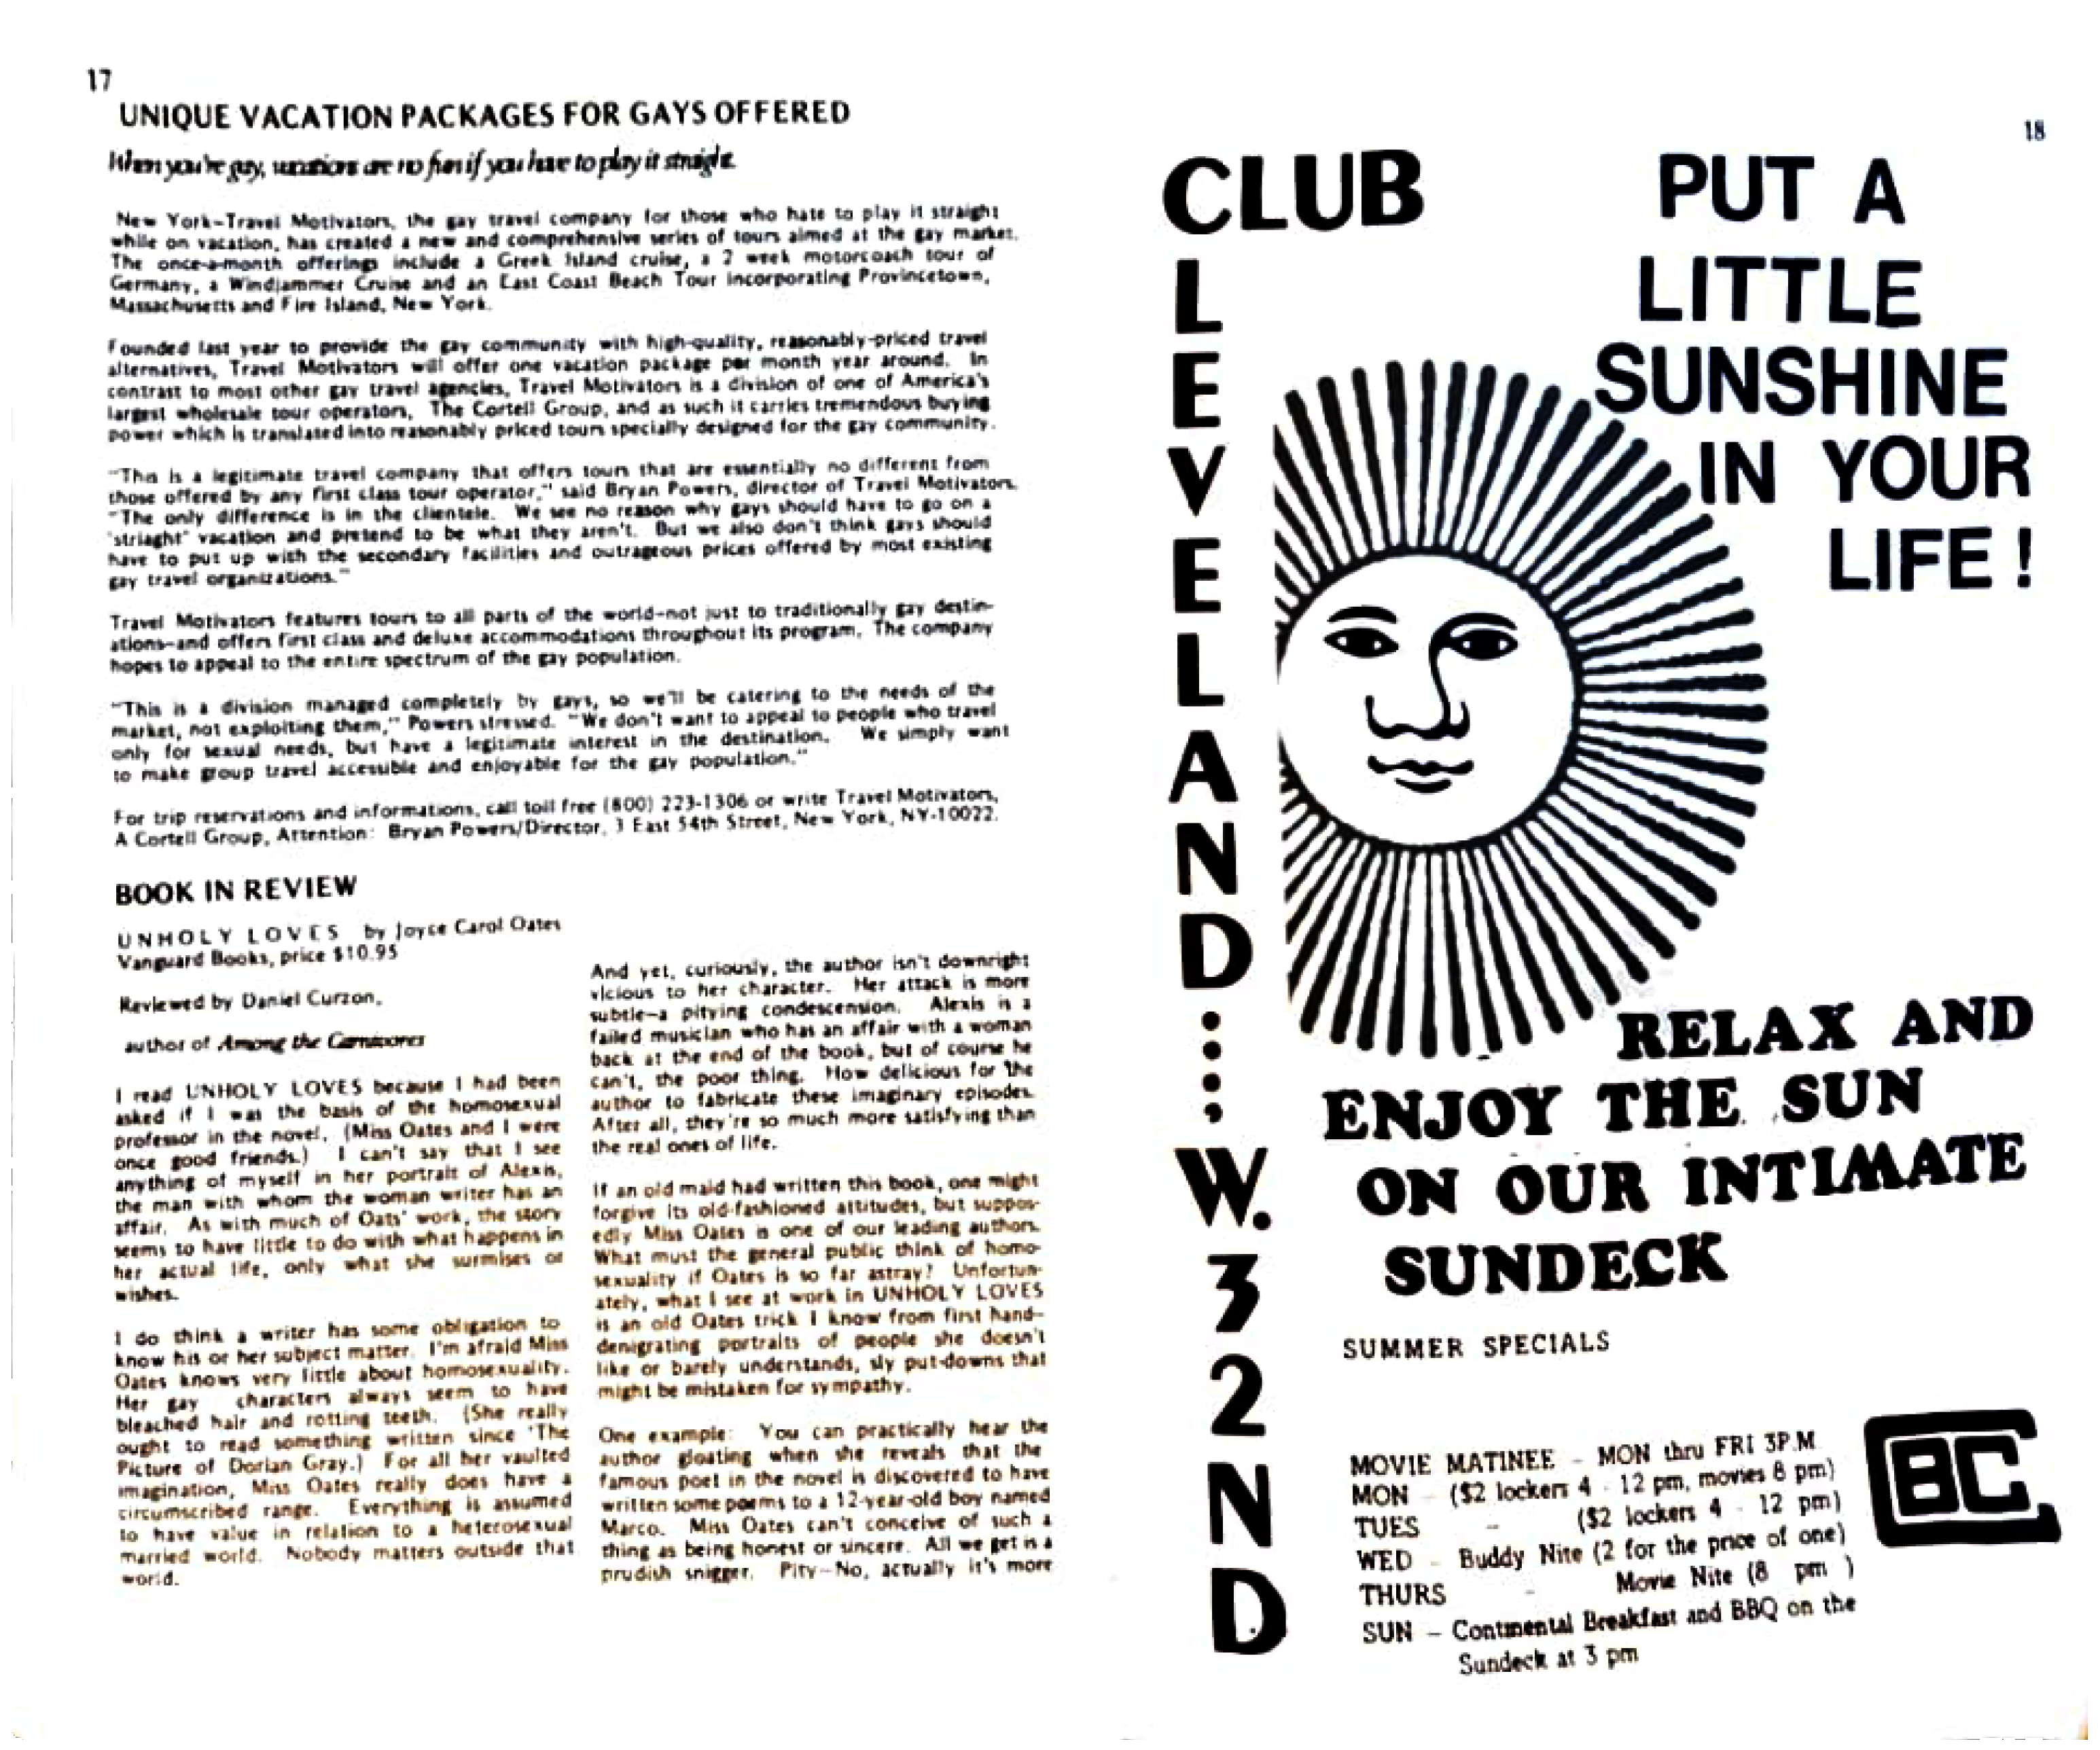 17
UNIQUE VACATION PACKAGES FOR GAYS OFFERED
When you're gay, vacations are no fun if you have to play it straight.
New York-Travel Motivators, the gay travel company for those who hate to play it straight
while on vacation, has created a new and comprehensive series of tours aimed at the gay market.
The once-a-month offerings include a Greek Island cruise, a 2 week motorcoach tour of
Germany, a Windjammer Cruise and an East Coast Beach Tour incorporating Provincetown,
Massachusetts and Fire Island, New York.
Founded last year to provide the gay community with high-quality, reasonably-priced travel
alternatives, Travel Motivators will offer one vacation package per month year around. In
contrast to most other gay travel agencies, Travel Motivators is a division of one of America's
largest wholesale tour operators, The Cortell Group, and as such it carries tremendous buying
power which is translated into reasonably priced tours specially designed for the gay community.
"This is a legitimate travel company that offers tours that are essentially no different from
those offered by any first class tour operator," said Bryan Powers, director of Travel Motivators.
"The only difference is in the clientele. We see no reason why gays should have to go on a
'striaght" vacation and pretend to be what they aren't. But we also don't think gays should
have to put up with the secondary facilities and outrageous prices offered by most existing
gay travel organizations."
Travel Motivators features tours to all parts of the world-not just to traditionally gay destin-
ations-and offers first class and deluxe accommodations throughout its program. The company
hopes to appeal to the entire spectrum of the gay population.
"This is a division managed completely by gays, so we'll be catering to the needs of the
market, not exploiting them," Powers stressed. "We don't want to appeal to people who travel
only for sexual needs, but have a legitimate interest in the destination. We simply want
to make group travel accessible and enjoyable for the gay population."
For trip reservations and informations, call toll free (800) 223-1306 or write Travel Motivators,
A Cortell Group, Attention: Bryan Powers/Director, 3 East 54th Street, New York, NY-10022.
BOOK IN REVIEW
UNHOLY LOVES by Joyce Carol Oates
Vanguard Books, price $10.95
Reviewed by Daniel Curzon,
author of Among the Carnivores
I read UNHOLY LOVES because I had been
asked if I was the basis of the homosexual
professor in the novel. (Miss Oates and I were
once good friends.) I can't say that I see
anything of myself in her portrait of Alexis,
the man with whom the woman writer has an
affair. As with much of Oats' work, the story
seems to have little to do with what happens in
her actual life, only what she surmises or
wishes.
I do think a writer has some obligation to
know his or her subject matter. I'm afraid Miss
Oates knows very little about homosexuality.
Her gay characters always seem to have
bleached hair and rotting teeth. (She really
ought to read something written since 'The
Picture of Dorian Gray.) For all her vaulted
imagination, Miss Oates really does have a
circumscribed range. Everything is assumed
to have value in relation to a heterosexual
married world. Nobody matters outside that
world.
And yet, curiously, the author isn't downright
vicious to her character. Her attack is more
subtle-a pitying condescension. Alexis is a
failed musician who has an affair with a woman
back at the end of the book, but of course he
can't, the poor thing. How delicious for the
author to fabricate these imaginary episodes.
After all, they're so much more satisfying than
the real ones of life.
If an old maid had written this book, one might
forgive its old-fashioned attitudes, but suppos-
edly Miss Oates is one of our leading authors.
What must the general public think of homo-
sexuality if Oates is so far astray? Unfortun-
ately, what I see at work in UNHOLY LOVES
is an old Oates trick I know from first hand-
denigrating portraits of people she doesn't
like or barely understands, sly put-downs that
might be mistaken for sympathy.
One example: You can practically hear the
author gloating when she reveals that the
famous poet in the novel is discovered to have
written some poems to a 12-year-old boy named
Marco. Miss Oates can't conceive of such a
thing as being honest or sincere. All we get is a
prudish snigger. Pity-No, actually it's more
18
CLUB
CLEVELAND....
W. 32ND
PUT A
LITTLE
SUNSHINE
IN YOUR
LIFE!
RELAX AND
ENJOY THE SUN
ON OUR INTIMATE
SUNDECK
SUMMER SPECIALS
MOVIE MATINEE - MON thru FRI 3P.M
MON - ($2 lockers 4 - 12 pm, movies 8 pm)
TUES - ($2 lockers 4 - 12 pm)
WED - Buddy Nite (2 for the price of one)
THURS - Movie Nite (8 pm )
SUN - Continental Breakfast and BBQ on the
Sundeck at 3 pm
CBC